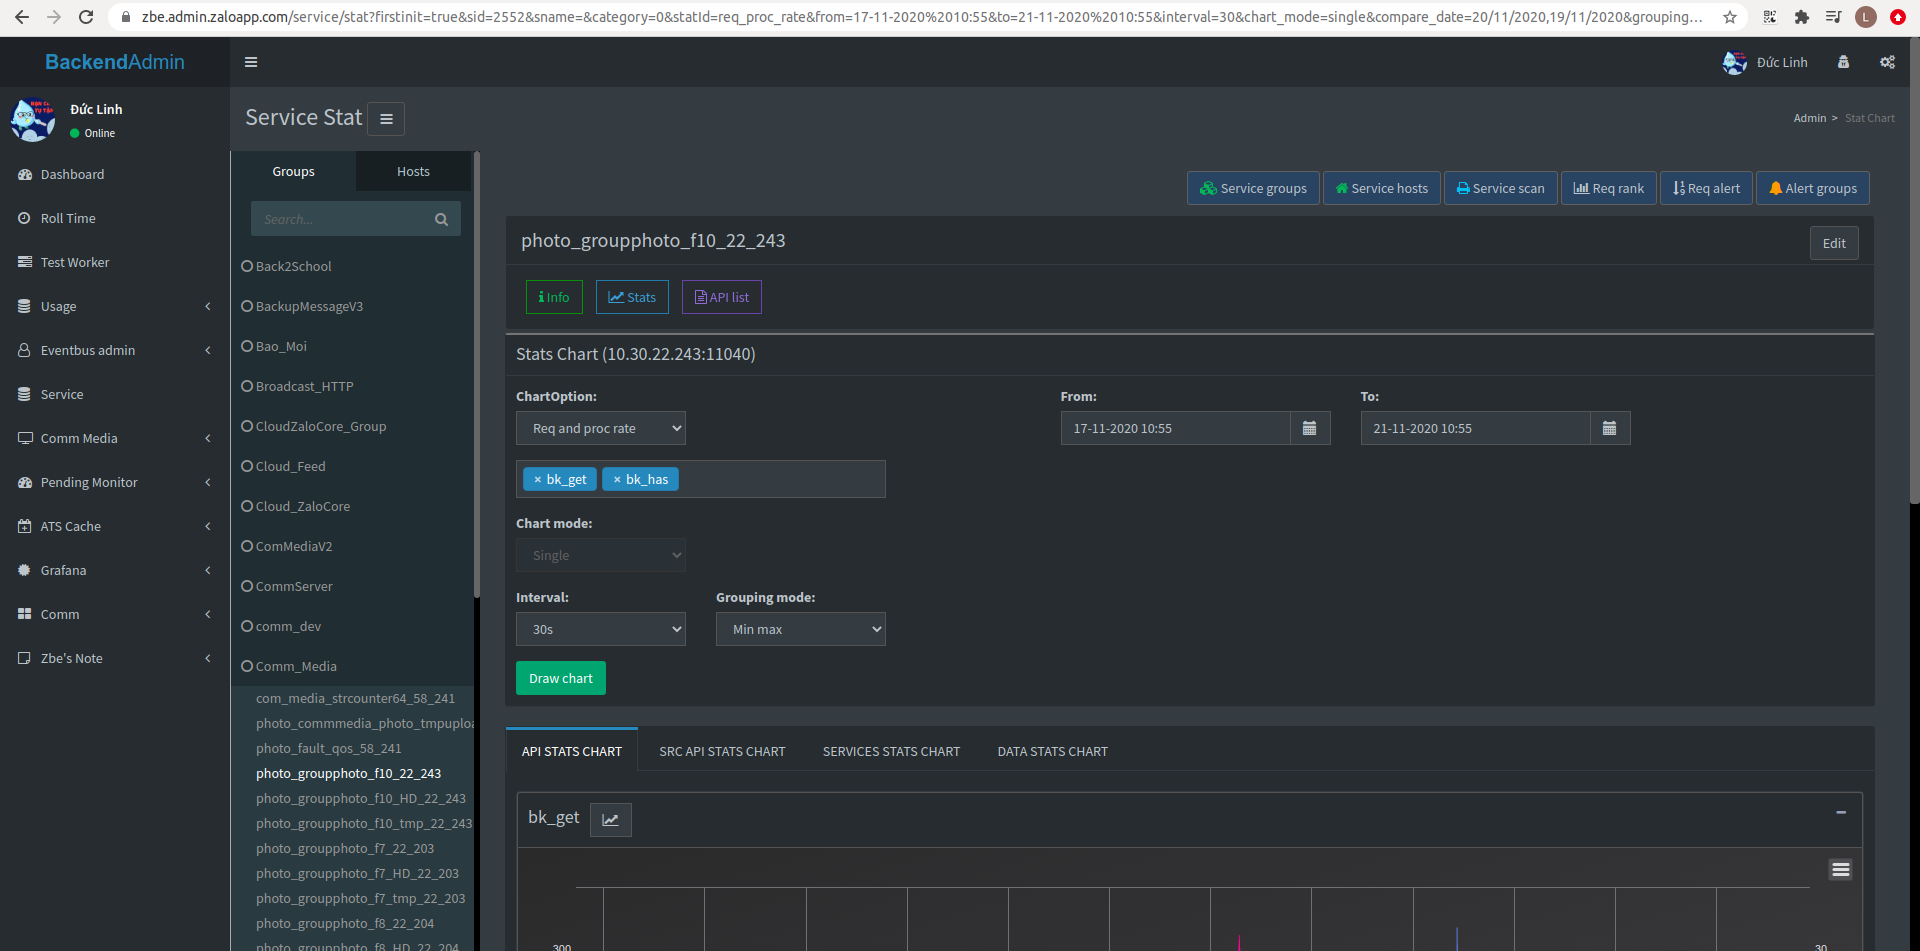 zbe.admin.zaloapp.com/service/stat?firstinit=true&sid=2552&sname=&category=0&statId=req_proc_rate&from=17-11-2020%2010:55&to=21-11-2020%2010:55&interval=30&chart_mode=single&compare_date=20/11/2020,19/11/2020&grouping...
L
BackendAdmin
Đức Linh
Đức Linh
Online
Dashboard
Roll Time
Test Worker
Usage
Eventbus admin
Service
Comm Media
Pending Monitor
ATS Cache
Grafana
Comm
Zbe's Note
Service Stat
Admin > Stat Chart
Groups
Hosts
Search...
Back2School
BackupMessageV3
Bao_Moi
Broadcast_HTTP
CloudZaloCore_Group
Cloud_Feed
Cloud_ZaloCore
ComMediaV2
CommServer
comm_dev
Comm_Media
com_media_strcounter64_58_241
photo_commmedia_photo_tmpuploa
photo_fault_qos_58_241
photo_groupphoto_f10_22_243
photo_groupphoto_f10_HD_22_243
photo_groupphoto_f10_tmp_22_243
photo_groupphoto_f7_22_203
photo_groupphoto_f7_HD_22_203
photo_groupphoto_f7_tmp_22_203
photo_groupphoto_f8_22_204
photo_groupphoto_f8_HD_22_204
Service groups
Service hosts
Service scan
Req rank
Req alert
Alert groups
photo_groupphoto_f10_22_243
Edit
Info
Stats
API list
Stats Chart (10.30.22.243:11040)
ChartOption:
From:
To:
Req and proc rate
17-11-2020 10:55
21-11-2020 10:55
× bk_get
× bk_has
Chart mode:
Single
Interval:
Grouping mode:
30s
Min max
Draw chart
API STATS CHART
SRC API STATS CHART
SERVICES STATS CHART
DATA STATS CHART
bk_get
300
30